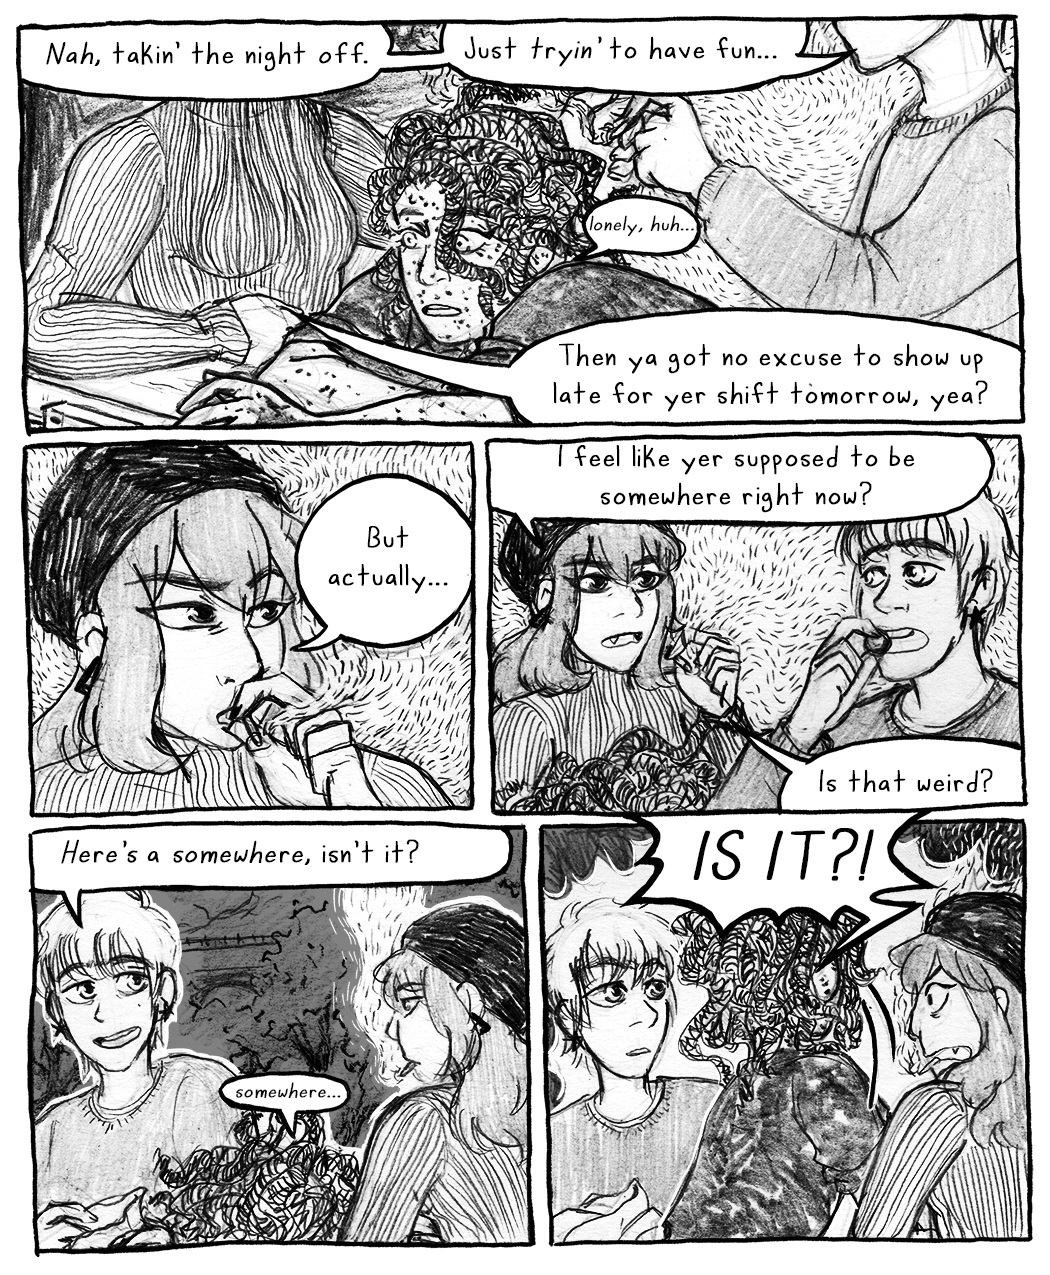 Nah, takin' the night off.
Just tryin' to have fun...
lonely, huh...
Then ya got no excuse to show up
late for yer shift tomorrow, yea?
But
actually...
I feel like yer supposed to be
somewhere right now?
Is that weird?
Here's a somewhere, isn't it?
somewhere...
IS IT?!